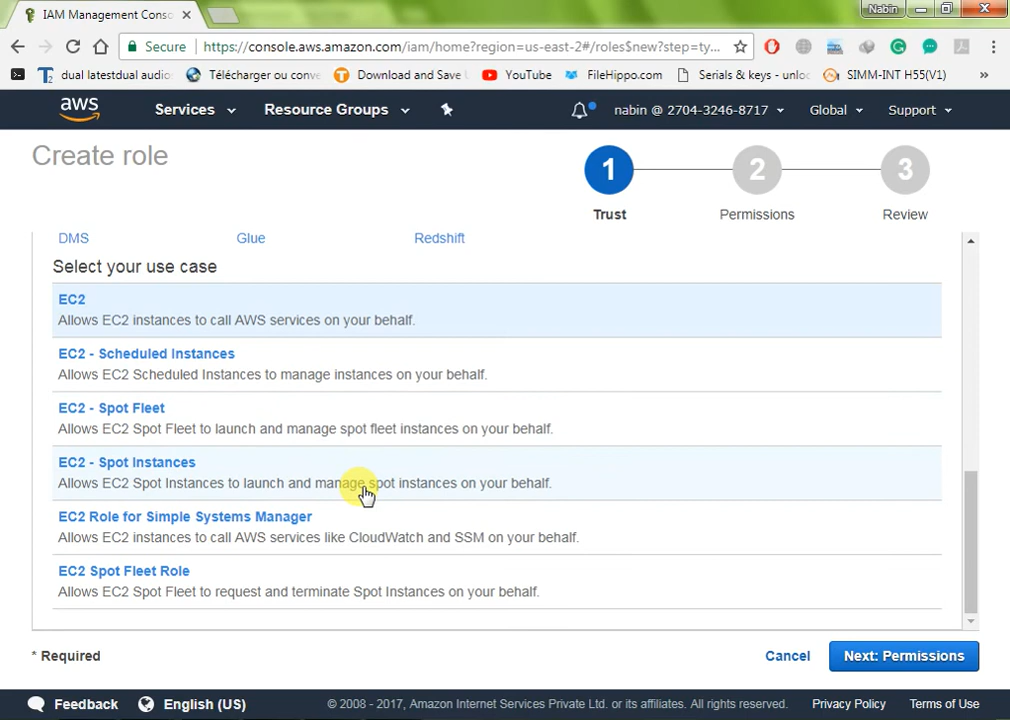 IAM Management Conso
Nabin
Secure
https://console.aws.amazon.com/iam/home?region=us-east-2#/roles$new?step=ty...
dual latestdual audio
Télécharger ou conve
Download and Save
YouTube
FileHippo.com
Serials & keys - unloc
SIMM-INT H55(V1)
»
aws
Services
Resource Groups
nabin @ 2704-3246-8717
Global
Support
Create role
1
2
3
Trust
Permissions
Review
DMS
Glue
Redshift
Select your use case
EC2
Allows EC2 instances to call AWS services on your behalf.
EC2 - Scheduled Instances
Allows EC2 Scheduled Instances to manage instances on your behalf.
EC2 - Spot Fleet
Allows EC2 Spot Fleet to launch and manage spot fleet instances on your behalf.
EC2 - Spot Instances
Allows EC2 Spot Instances to launch and manage spot instances on your behalf.
EC2 Role for Simple Systems Manager
Allows EC2 instances to call AWS services like CloudWatch and SSM on your behalf.
EC2 Spot Fleet Role
Allows EC2 Spot Fleet to request and terminate Spot Instances on your behalf.
* Required
Cancel
Next: Permissions
Feedback
English (US)
© 2008 - 2017, Amazon Internet Services Private Ltd. or its affiliates. All rights reserved.
Privacy Policy
Terms of Use